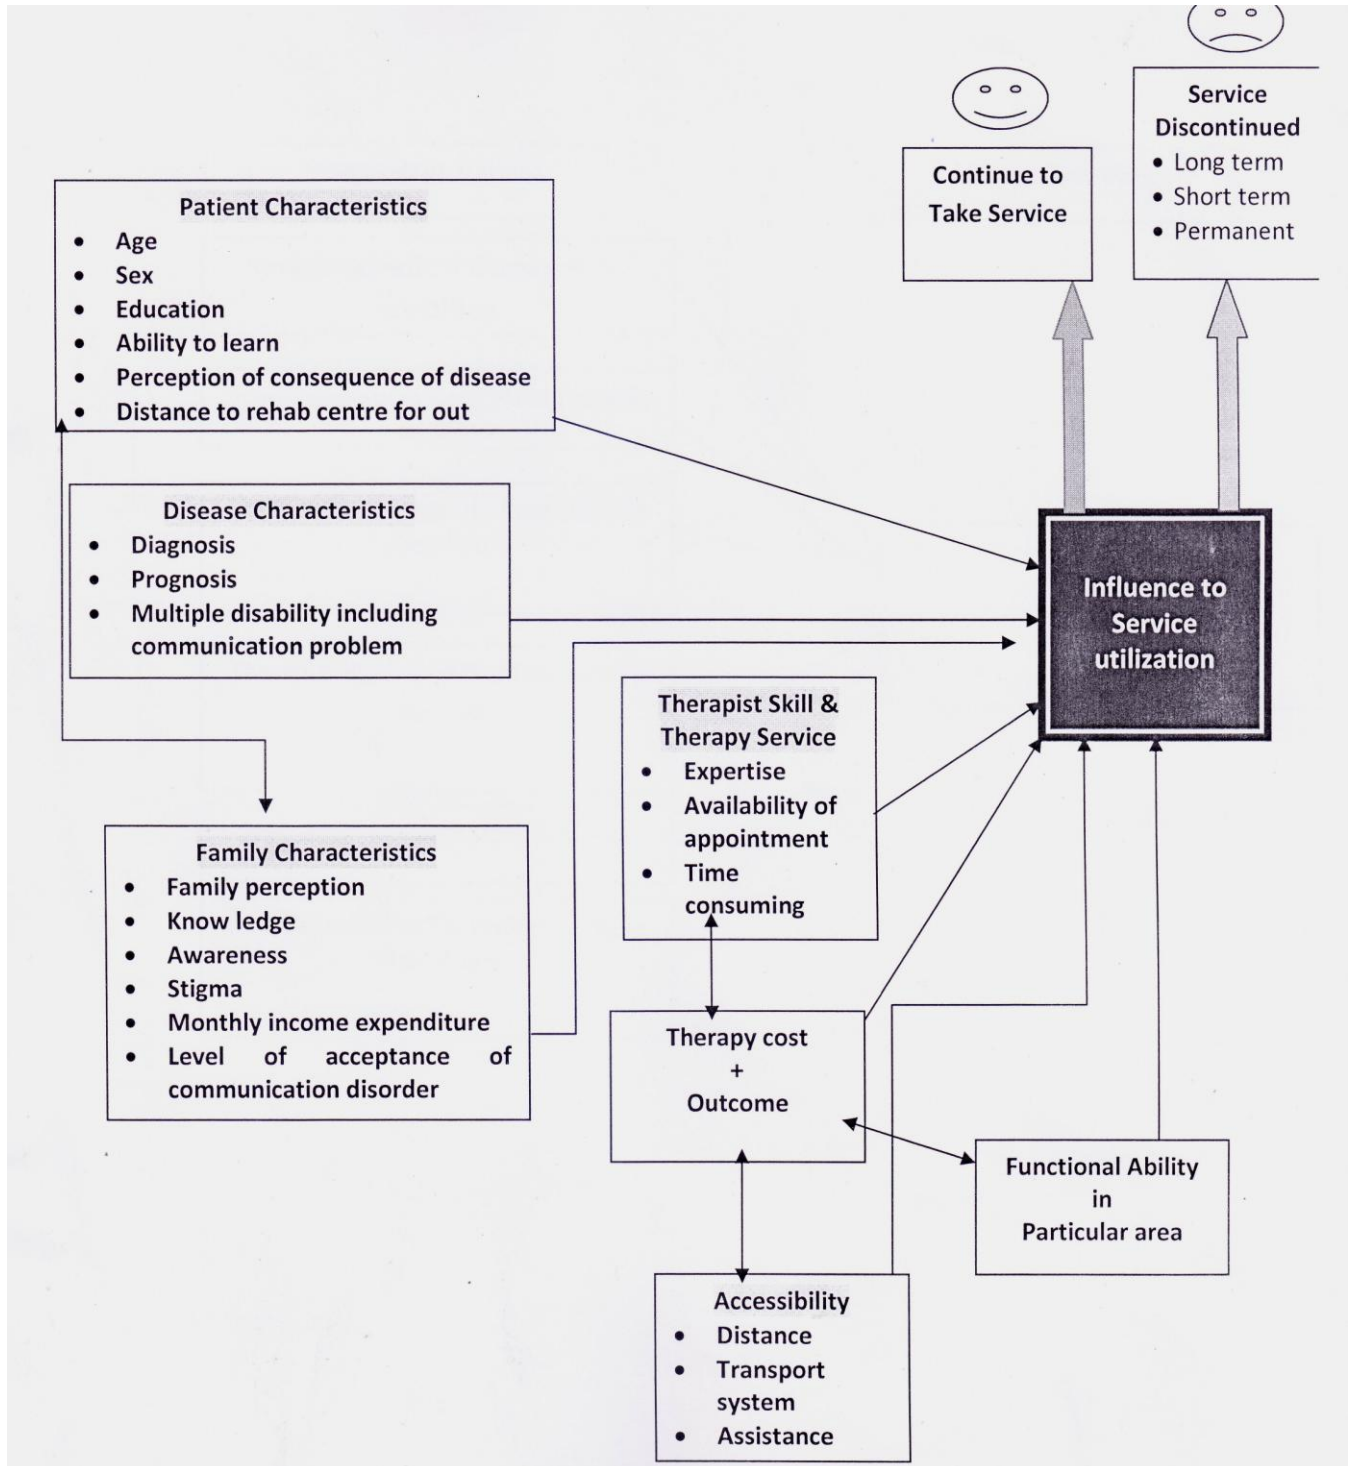 Service
Discontinued
• Long term
• Short term
• Permanent
Continue to
Take Service
Patient Characteristics
• Age
• Sex
• Education
• Ability to learn
• Perception of consequence of disease
• Distance to rehab centre for out
Disease Characteristics
• Diagnosis
• Prognosis
• Multiple disability including
communication problem
Influence to
Service
utilization
Therapist Skill &
Therapy Service
• Expertise
• Availability of
appointment
• Time
consuming
Family Characteristics
• Family perception
• Know ledge
• Awareness
• Stigma
• Monthly income expenditure
• Level of acceptance of
communication disorder
Therapy cost
+
Outcome
Functional Ability
in
Particular area
Accessibility
• Distance
• Transport
system
• Assistance